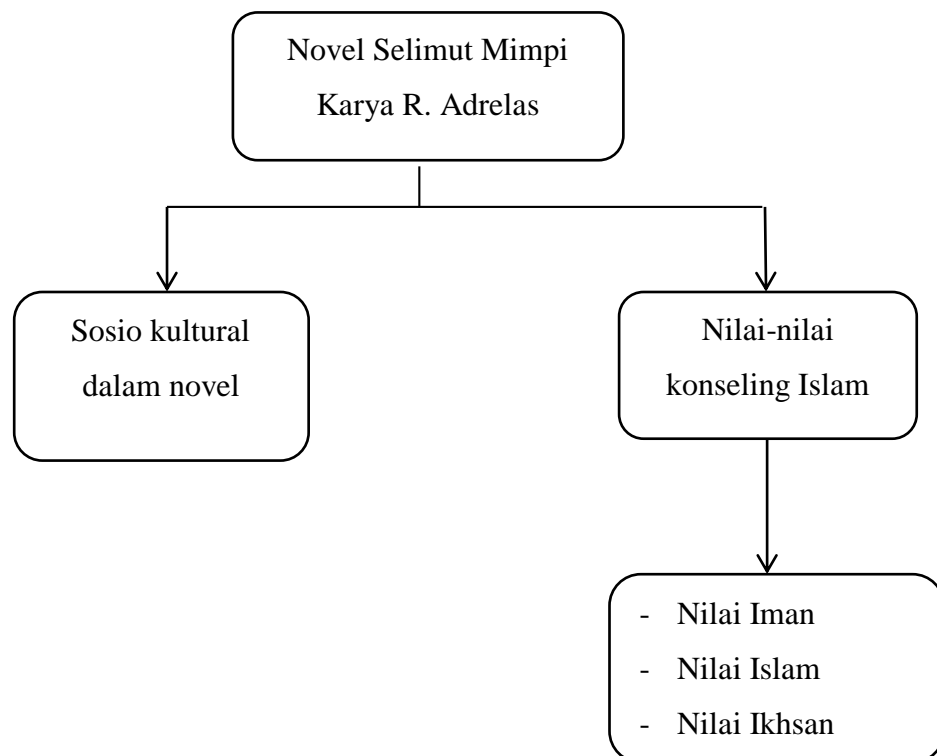 Novel Selimut Mimpi
Karya R. Adrelas
Sosio kultural
dalam novel
Nilai-nilai
konseling Islam
- Nilai Iman
- Nilai Islam
- Nilai Ikhsan